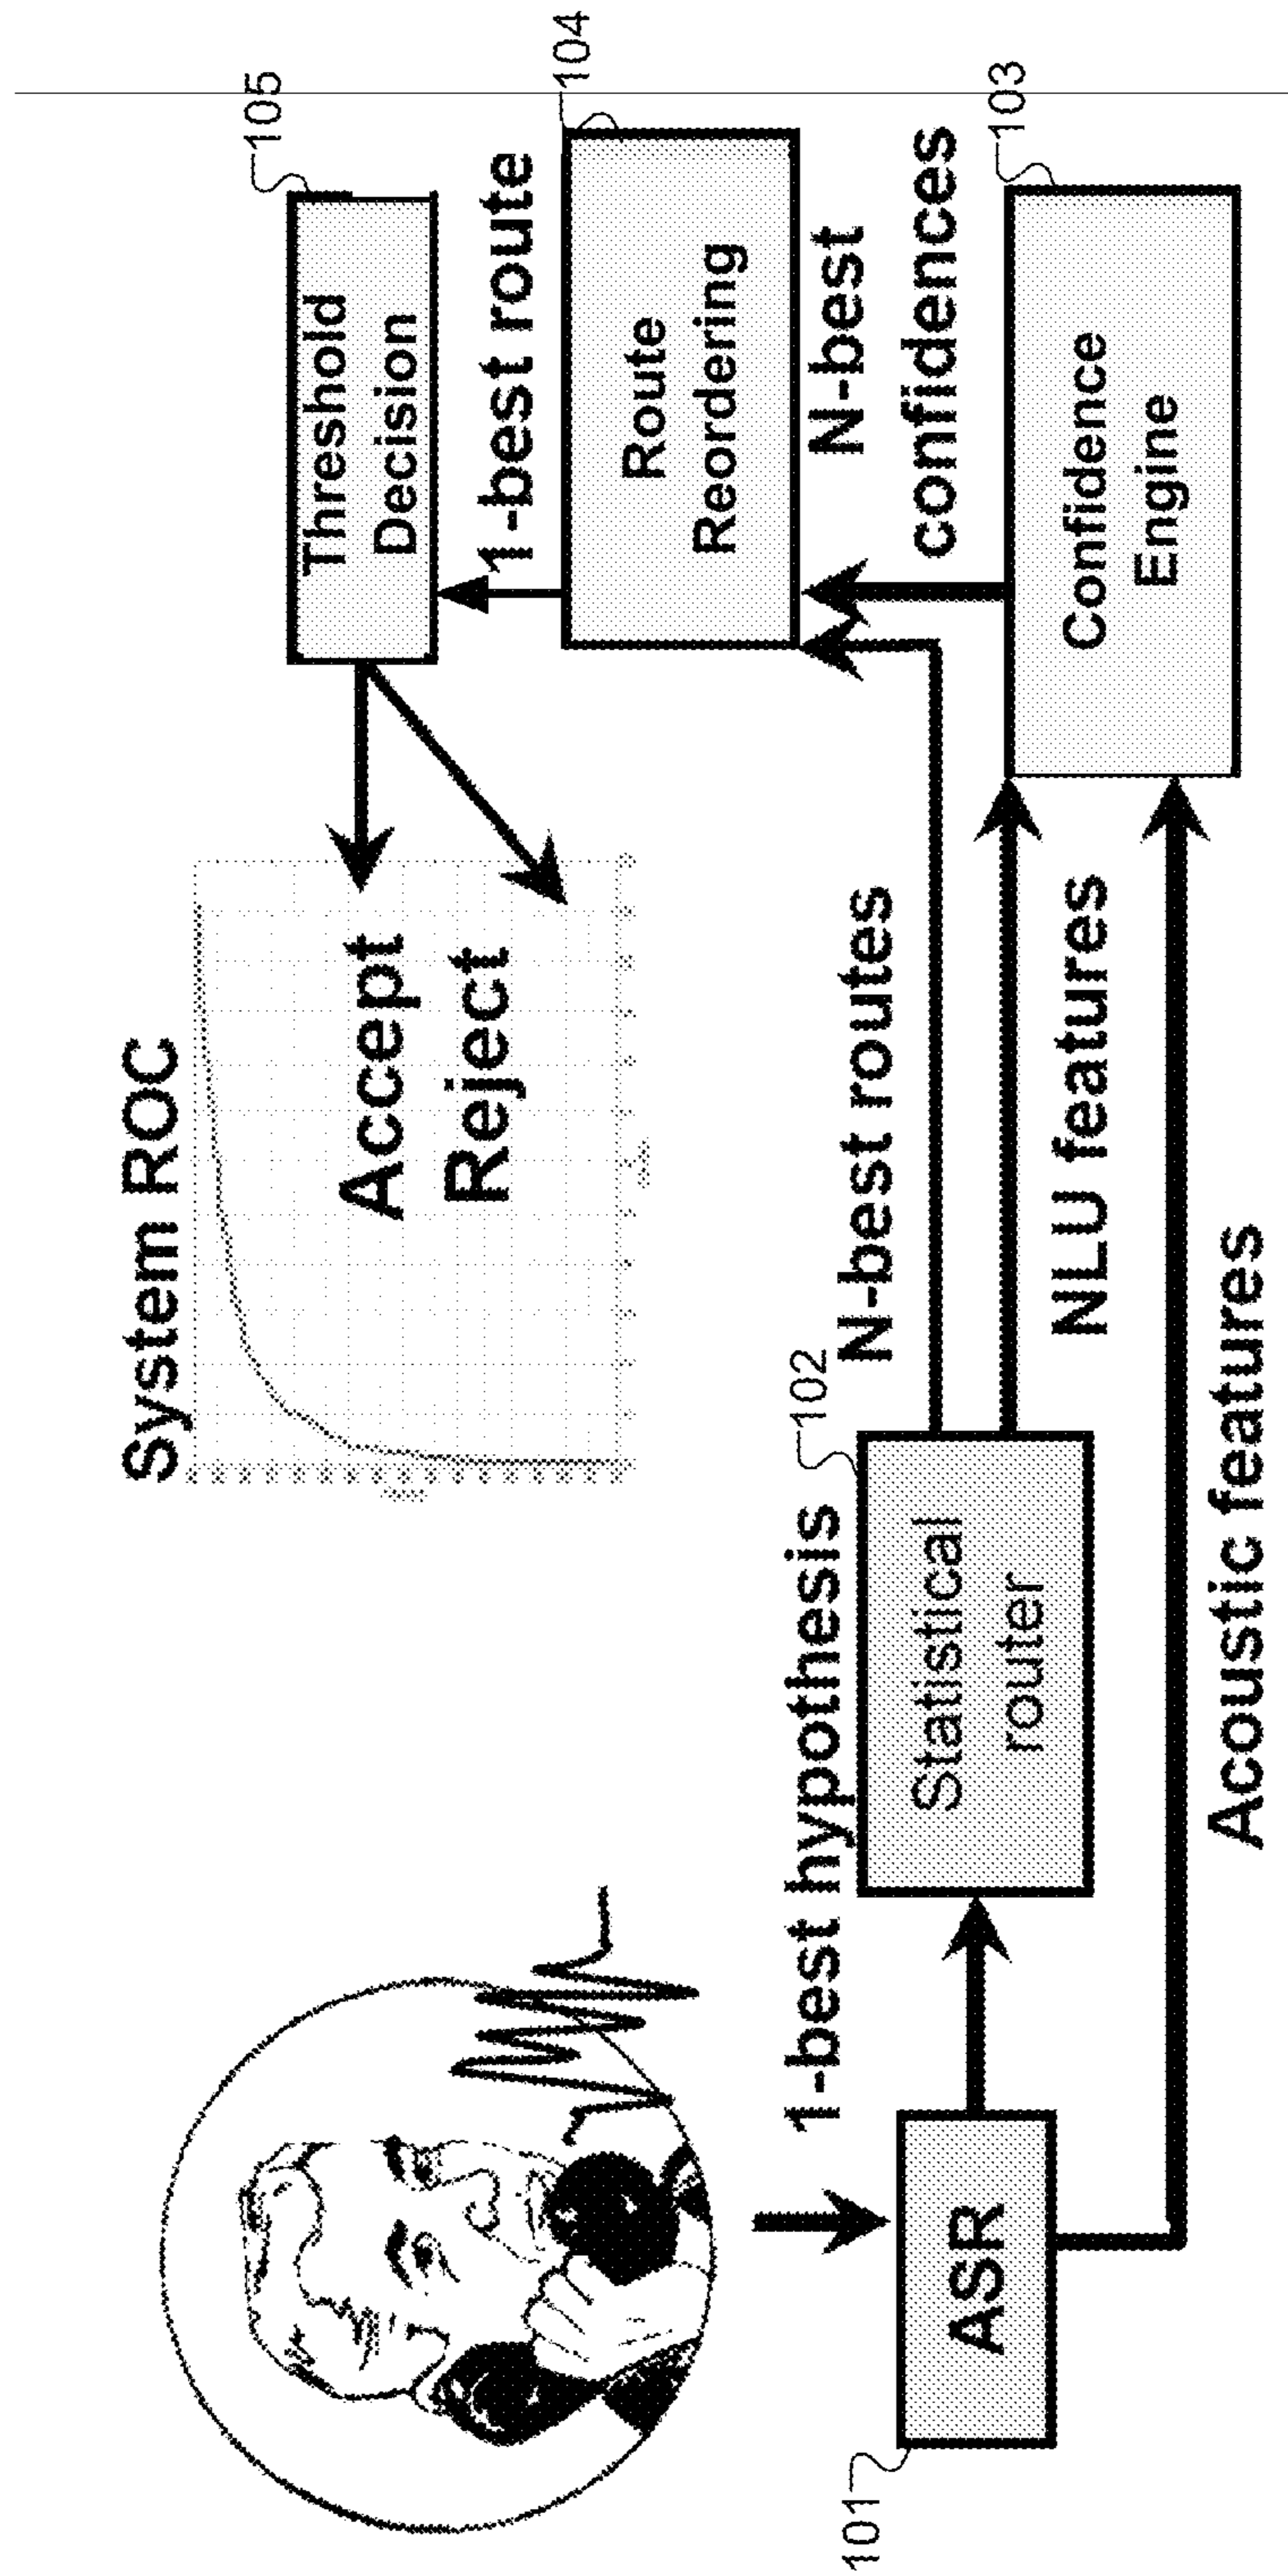 System ROC
Accept
Reject
105
Threshold
Decision
1-best route
104
Route
Reordering
N-best
confidences
103
Confidence
Engine
1-best hypothesis
102
N-best routes
Statistical
router
NLU features
101
ASR
Acoustic features